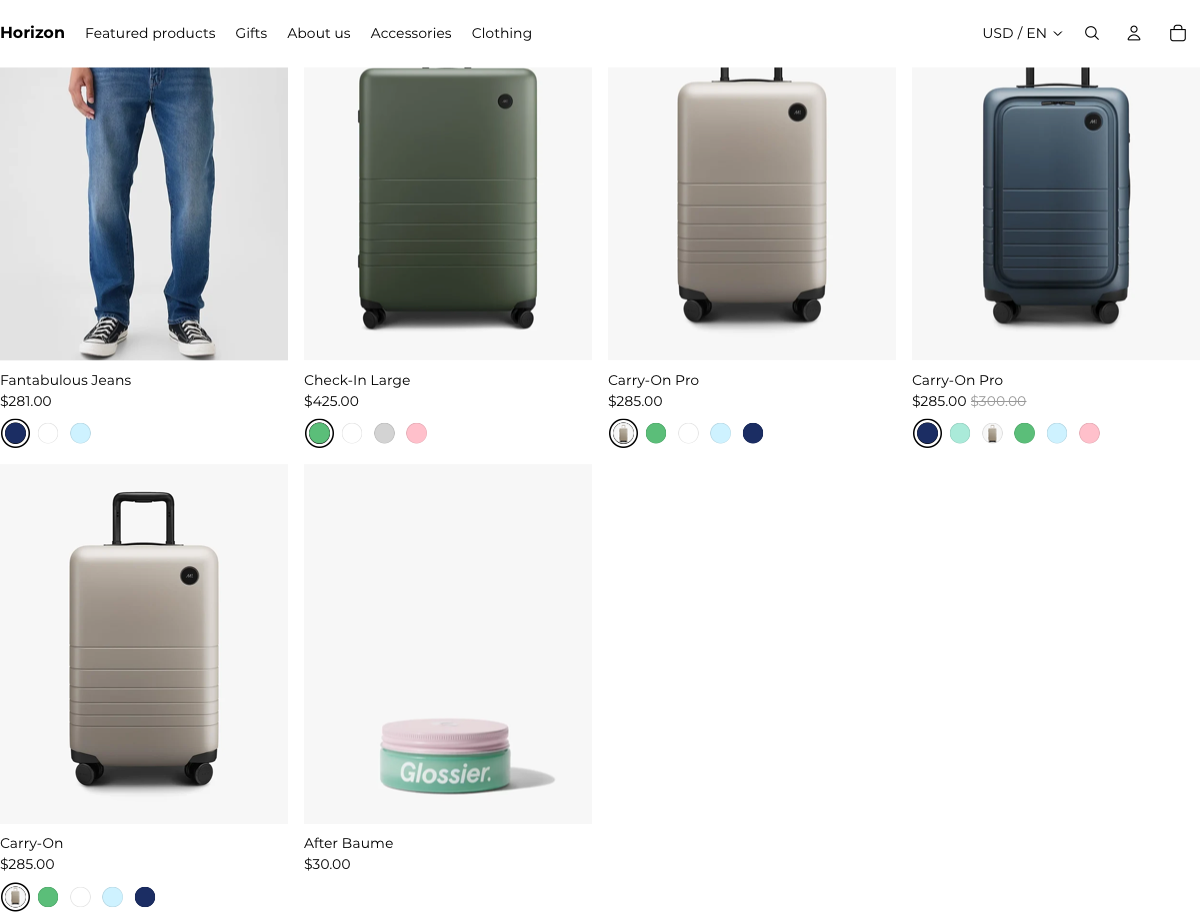 Horizon
Featured products
Gifts
About us
Accessories
Clothing
USD / EN
Fantabulous Jeans
$281.00
Check-In Large
$425.00
Carry-On Pro
$285.00
Carry-On Pro
$285.00 $300.00
Carry-On
$285.00
Glossier.
After Baume
$30.00